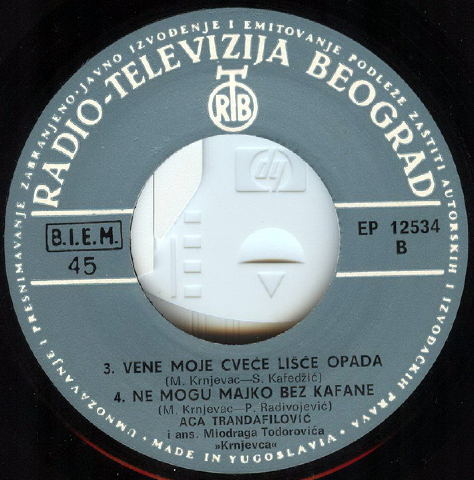 UMNOŽAVANJE I PRESNIMAVANJE ZABRANJENO - JAVNO IZVOĐENJE I EMITOVANJE PODLEŽE ZAŠTITI AUTORSKIH I IZVOĐAČKIH PRAVA
RADIO-TELEVIZIJA BEOGRAD
RTB
hp
B.I.E.M.
45
EP 12534
B
3. VENE MOJE CVEĆE LIŠĆE OPADA
(M. Krnjevac—S. Kafedžić)
4. NE MOGU MAJKO BEZ KAFANE
(M. Krnjevac—P. Radivojević)
ACA TRANDAFILOVIĆ
i ans. Miodraga Todorovića
»Krnjevca«
• MADE IN YUGOSLAVIA •